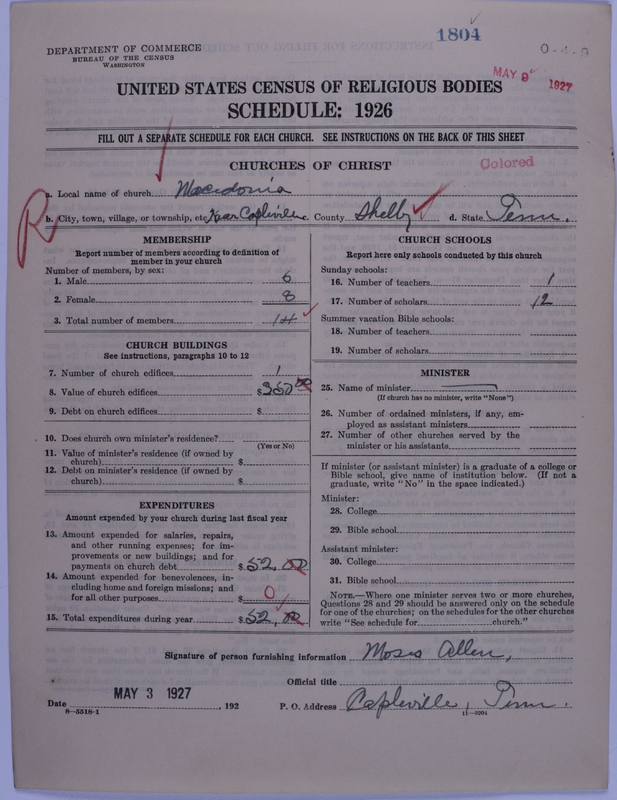 1804
DEPARTMENT OF COMMERCE
BUREAU OF THE CENSUS
WASHINGTON
MAY 9 1927
UNITED STATES CENSUS OF RELIGIOUS BODIES
SCHEDULE: 1926
FILL OUT A SEPARATE SCHEDULE FOR EACH CHURCH. SEE INSTRUCTIONS ON THE BACK OF THIS SHEET
CHURCHES OF CHRIST
Colored
a. Local name of church Macedonia
R
b. City, town, village, or township, etc. Near Capleville c. County Shelby d. State Tenn.
MEMBERSHIP
Report number of members according to definition of
member in your church
Number of members, by sex:
1. Male 6
2. Female 8
3. Total number of members 14
CHURCH BUILDINGS
See instructions, paragraphs 10 to 12
7. Number of church edifices 1
8. Value of church edifices $350 00
9. Debt on church edifices $
10. Does church own minister's residence?
(Yes or No)
11. Value of minister's residence (if owned by
church) $
12. Debt on minister's residence (if owned by
church) $
EXPENDITURES
Amount expended by your church during last fiscal year
13. Amount expended for salaries, repairs,
and other running expenses; for im-
provements or new buildings; and for
payments on church debt $52.00
14. Amount expended for benevolences, in-
cluding home and foreign missions; and
for all other purposes $ 0
15. Total expenditures during year $52.00
CHURCH SCHOOLS
Report here only schools conducted by this church
Sunday schools:
16. Number of teachers 1
17. Number of scholars 12
Summer vacation Bible schools:
18. Number of teachers
19. Number of scholars
MINISTER
25. Name of minister
(If church has no minister, write "None")
26. Number of ordained ministers, if any, em-
ployed as assistant ministers
27. Number of other churches served by the
minister or his assistants
If minister (or assistant minister) is a graduate of a college or
Bible school, give name of institution below. (If not a
graduate, write "No" in the space indicated.)
Minister:
28. College
29. Bible school
Assistant minister:
30. College
31. Bible school
NOTE.—Where one minister serves two or more churches,
Questions 28 and 29 should be answered only on the schedule
for one of the churches; on the schedules for the other churches
write "See schedule for church."
Signature of person furnishing information Moses Allen,
Official title
MAY 3 1927
Date , 192 P. O. Address Capleville, Tenn.
8—5518-1 11—9204